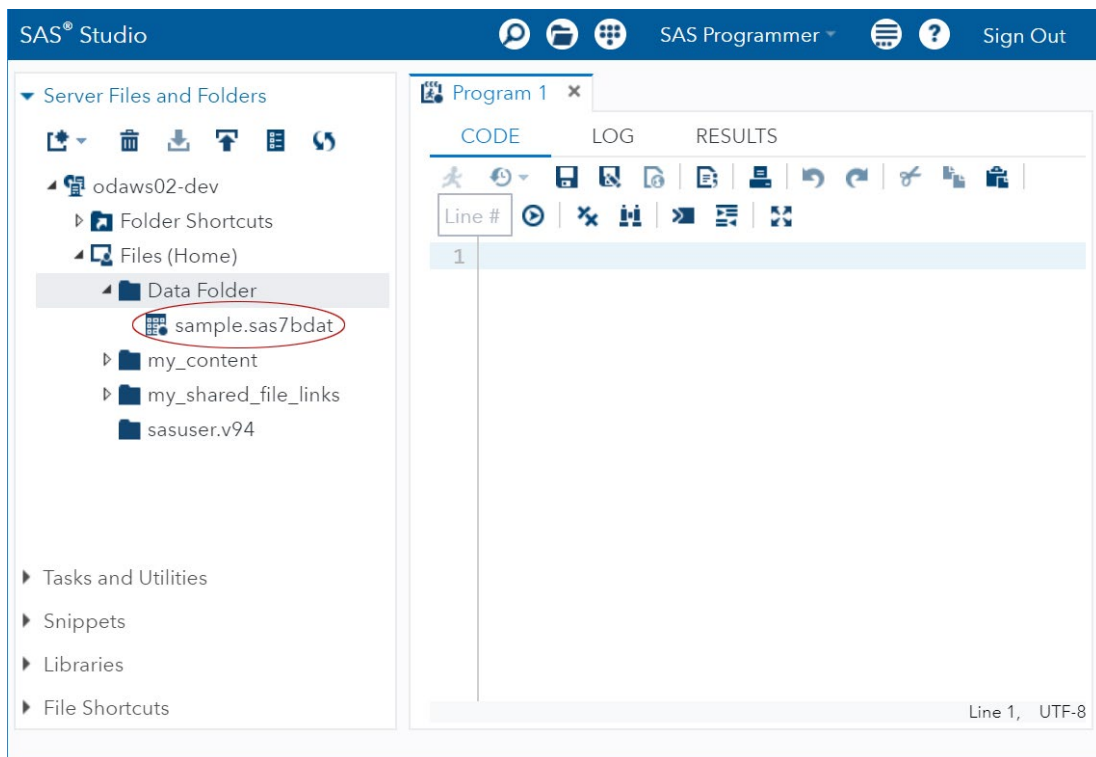 SAS® Studio
SAS Programmer
Sign Out
Server Files and Folders
odaws02-dev
Folder Shortcuts
Files (Home)
Data Folder
sample.sas7bdat
my_content
my_shared_file_links
sasuser.v94
Tasks and Utilities
Snippets
Libraries
File Shortcuts
Program 1
CODE LOG RESULTS
Line #
1
Line 1, UTF-8